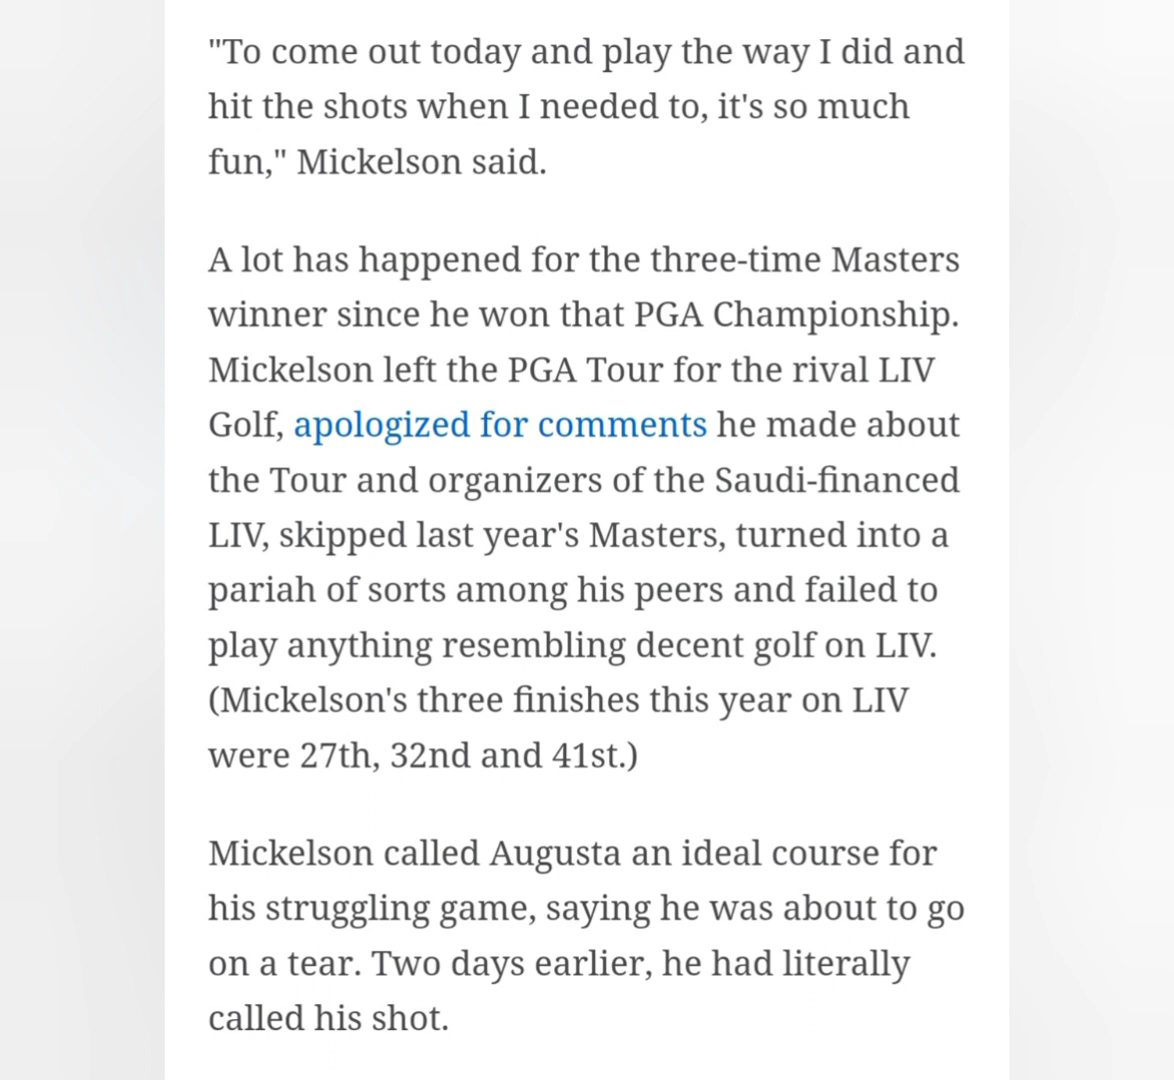 "To come out today and play the way I did and
hit the shots when I needed to, it's so much
fun," Mickelson said.
A lot has happened for the three-time Masters
winner since he won that PGA Championship.
Mickelson left the PGA Tour for the rival LIV
Golf, apologized for comments he made about
the Tour and organizers of the Saudi-financed
LIV, skipped last year's Masters, turned into a
pariah of sorts among his peers and failed to
play anything resembling decent golf on LIV.
(Mickelson's three finishes this year on LIV
were 27th, 32nd and 41st.)
Mickelson called Augusta an ideal course for
his struggling game, saying he was about to go
on a tear. Two days earlier, he had literally
called his shot.